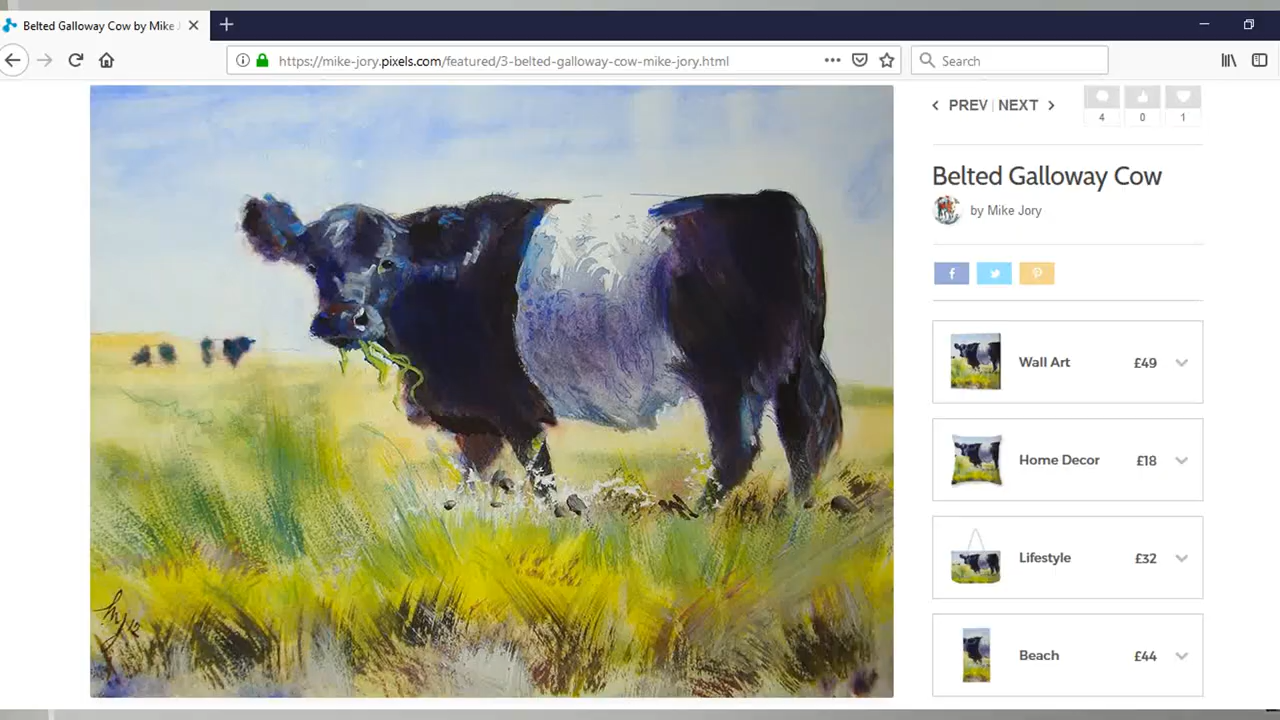 Belted Galloway Cow by Mike J
https://mike-jory.pixels.com/featured/3-belted-galloway-cow-mike-jory.html
Search
PREV | NEXT
4 0 1
Belted Galloway Cow
by Mike Jory
Wall Art £49
Home Decor £18
Lifestyle £32
Beach £44